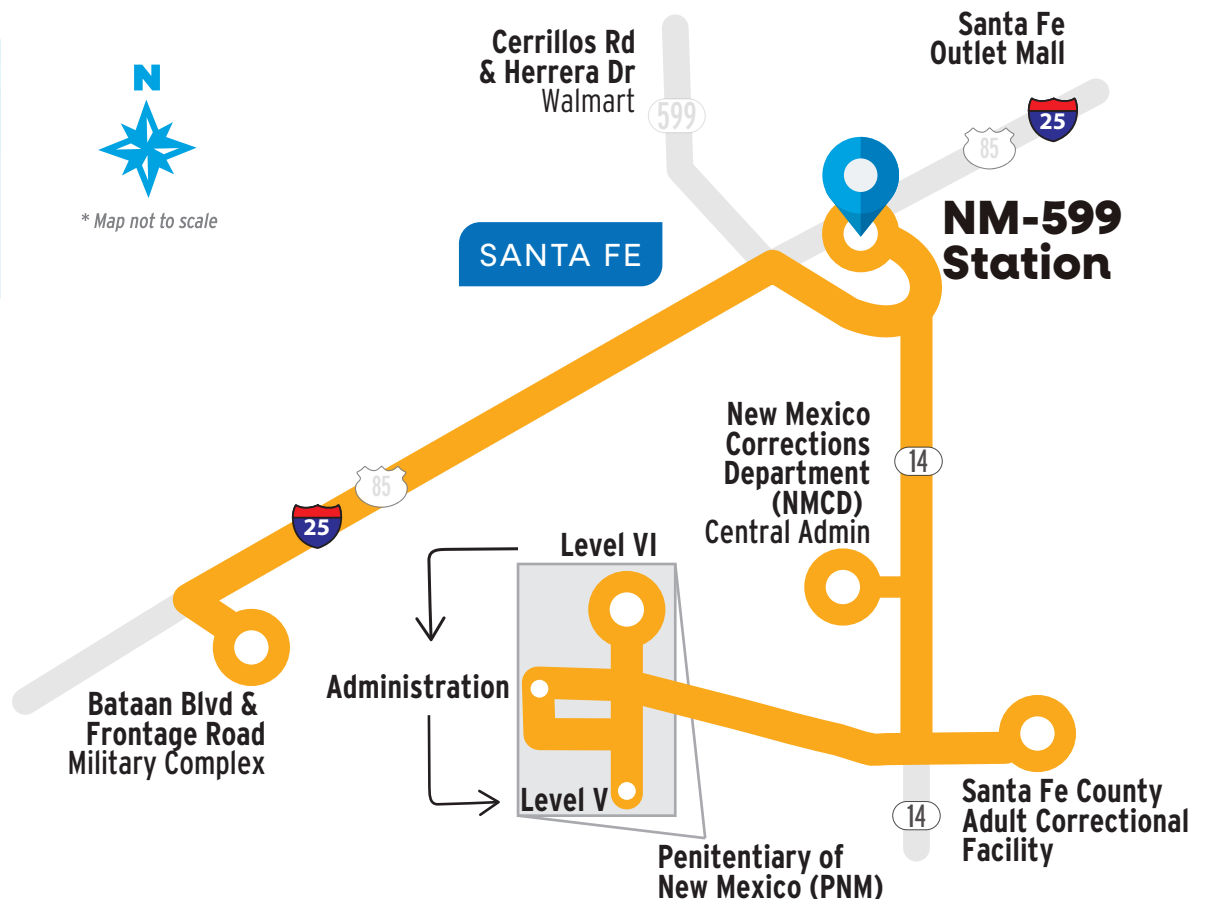 N
* Map not to scale
Cerrillos Rd
& Herrera Dr
Walmart
599
Santa Fe
Outlet Mall
25
85
SANTA FE
NM-599
Station
New Mexico
Corrections
Department
(NMCD)
Central Admin
14
85
25
Level VI
Administration
Level V
Bataan Blvd &
Frontage Road
Military Complex
14
Santa Fe County
Adult Correctional
Facility
Penitentiary of
New Mexico (PNM)